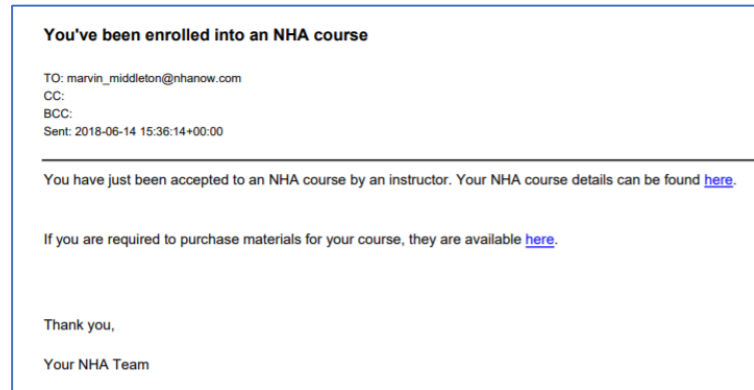 You've been enrolled into an NHA course
TO: marvin_middleton@nhanow.com
CC:
BCC:
Sent: 2018-06-14 15:36:14+00:00
You have just been accepted to an NHA course by an instructor. Your NHA course details can be found here.
If you are required to purchase materials for your course, they are available here.
Thank you,
Your NHA Team